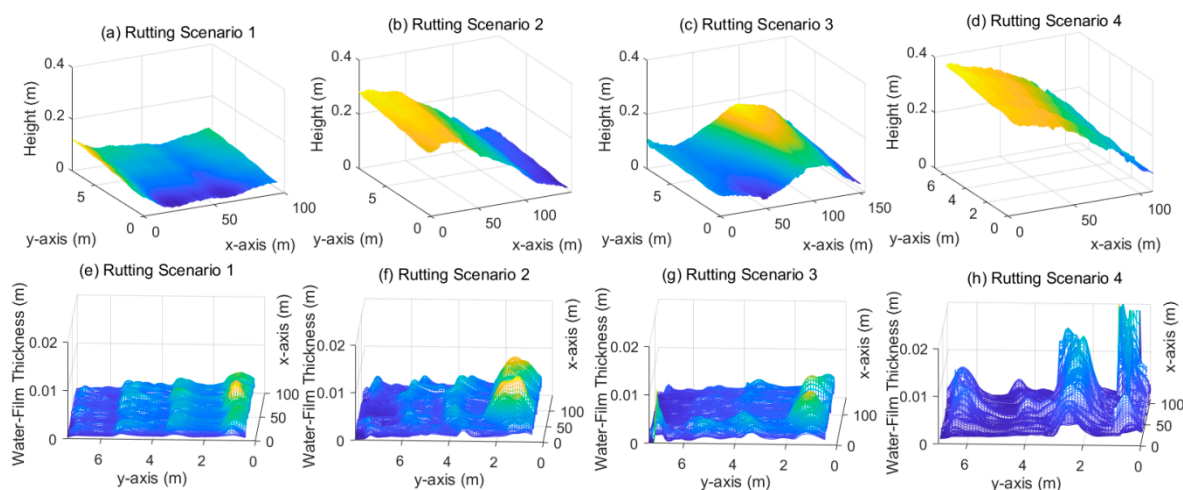 (a) Rutting Scenario 1
Height (m)
0.4
0.2
0
5
0
0
50
100
y-axis (m)
x-axis (m)
(b) Rutting Scenario 2
Height (m)
0.4
0.2
0
5
0
0
50
100
y-axis (m)
x-axis (m)
(c) Rutting Scenario 3
Height (m)
0.4
0.2
0
5
0
0
50
100
150
y-axis (m)
x-axis (m)
(d) Rutting Scenario 4
Height (m)
0.4
0.2
0
6
4
2
0
0
50
100
y-axis (m)
x-axis (m)
(e) Rutting Scenario 1
Water-Film Thickness (m)
0.02
0.01
0
6
4
2
0
y-axis (m)
100
50
0
x-axis (m)
(f) Rutting Scenario 2
Water-Film Thickness (m)
0.02
0.01
0
6
4
2
0
y-axis (m)
100
50
0
x-axis (m)
(g) Rutting Scenario 3
Water-Film Thickness (m)
0.02
0.01
0
6
4
2
0
y-axis (m)
100
0
x-axis (m)
(h) Rutting Scenario 4
Water-Film Thickness (m)
0.02
0.01
0
6
4
2
0
y-axis (m)
100
50
0
x-axis (m)